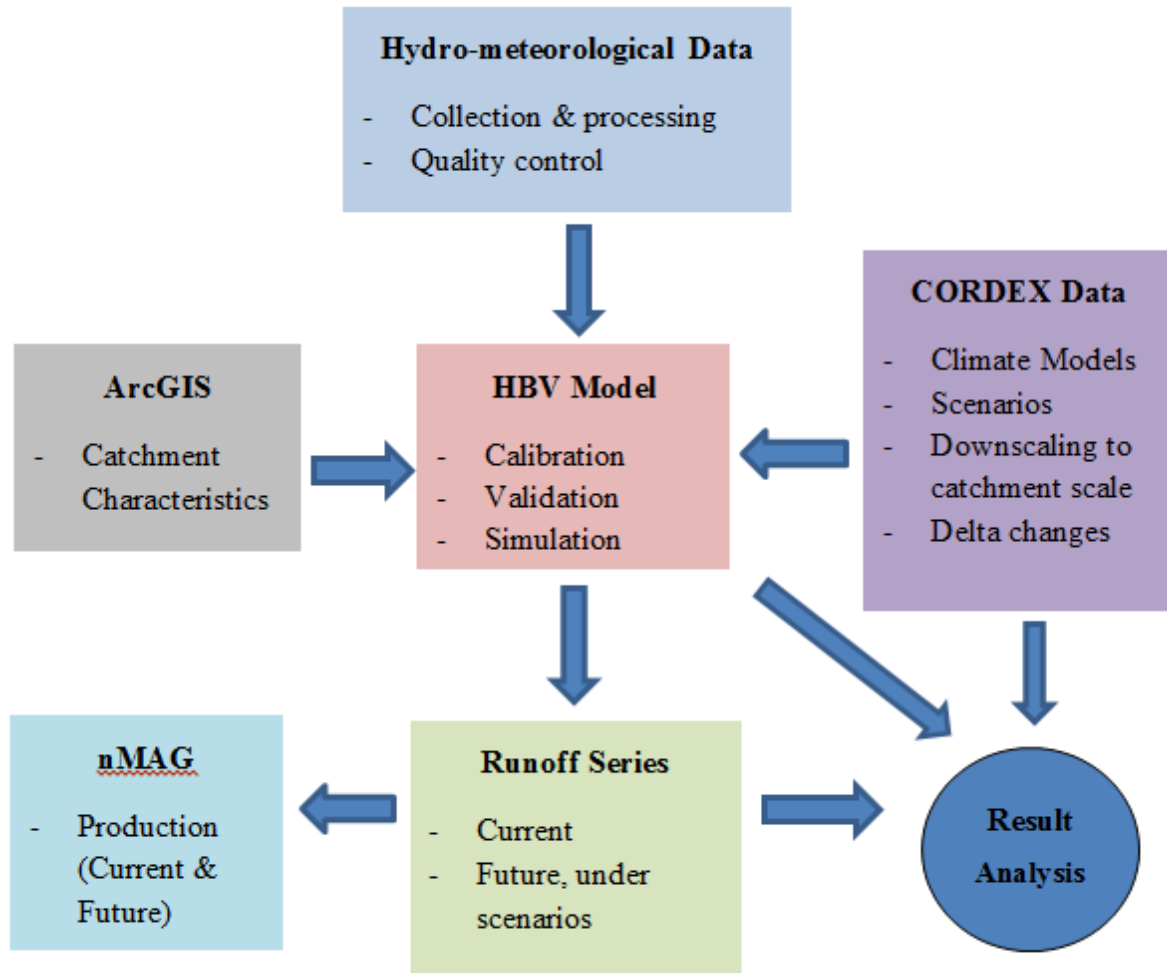 Hydro-meteorological Data
- Collection & processing
- Quality control
CORDEX Data
- Climate Models
- Scenarios
- Downscaling to
catchment scale
- Delta changes
ArcGIS
- Catchment
Characteristics
HBV Model
- Calibration
- Validation
- Simulation
nMAG
- Production
(Current &
Future)
Runoff Series
- Current
- Future, under
scenarios
Result
Analysis